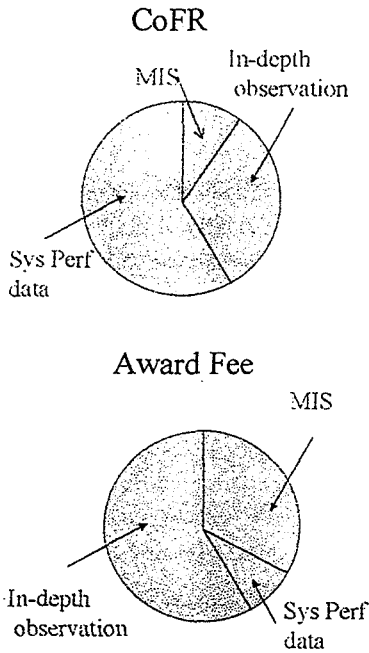 CoFR
MIS
In-depth
observation
Sys Perf
data
Award Fee
MIS
In-depth
observation
Sys Perf
data